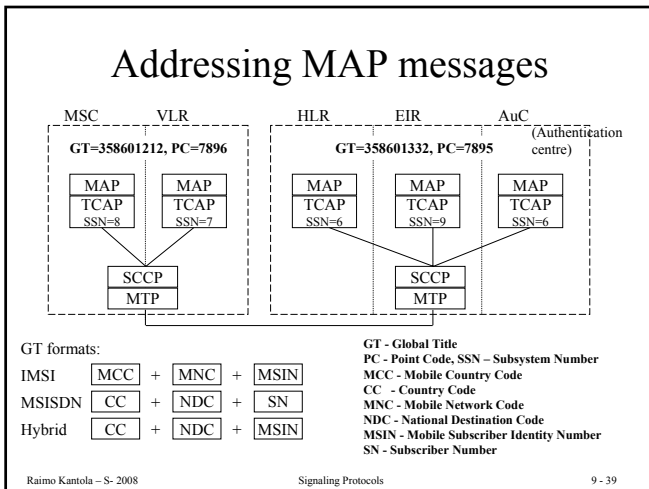 Addressing MAP messages
MSC VLR HLR EIR AuC
(Authentication centre)
GT=358601212, PC=7896 GT=358601332, PC=7895
MAP MAP MAP MAP MAP
TCAP TCAP TCAP TCAP TCAP
SSN=8 SSN=7 SSN=6 SSN=9 SSN=6
SCCP SCCP
MTP MTP
GT formats:
IMSI MCC + MNC + MSIN
MSISDN CC + NDC + SN
Hybrid CC + NDC + MSIN
GT - Global Title
PC - Point Code, SSN – Subsystem Number
MCC - Mobile Country Code
CC - Country Code
MNC - Mobile Network Code
NDC - National Destination Code
MSIN - Mobile Subscriber Identity Number
SN - Subscriber Number
Raimo Kantola – S- 2008 Signaling Protocols 9 - 39